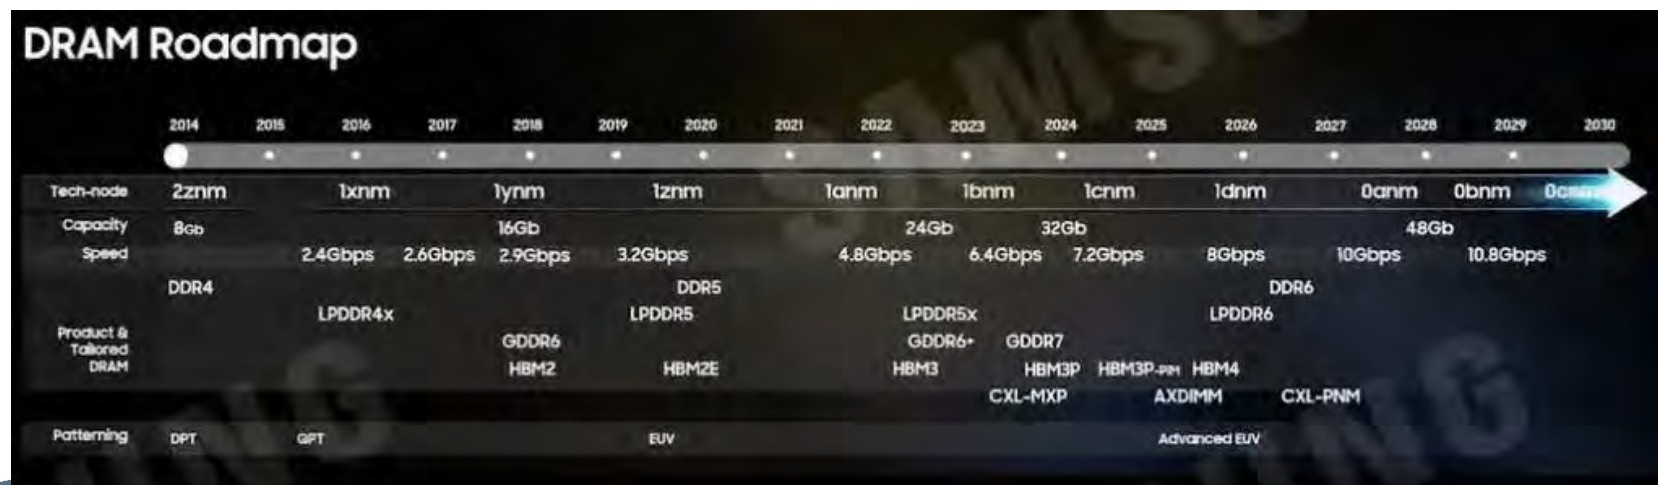 DRAM Roadmap
2014 2015 2016 2017 2018 2019 2020 2021 2022 2023 2024 2025 2026 2027 2028 2029 2030
Tech-node 2znm 1xnm 1ynm 1znm 1anm 1bnm 1cnm 1dnm 0anm 0bnm
Capacity 8Gb 16Gb 24Gb 32Gb 48Gb
Speed 2.4Gbps 2.6Gbps 2.9Gbps 3.2Gbps 4.8Gbps 6.4Gbps 7.2Gbps 8Gbps 10Gbps 10.8Gbps
DDR4 DDR5 DDR6
LPDDR4x LPDDR5 LPDDR5x LPDDR6
Product &
Tailored
DRAM
GDDR6 GDDR6+ GDDR7
HBM2 HBM2E HBM3 HBM3P HBM3P-PIM HBM4
CXL-MXP AXDIMM CXL-PNM
Patterning DPT QPT EUV Advanced EUV